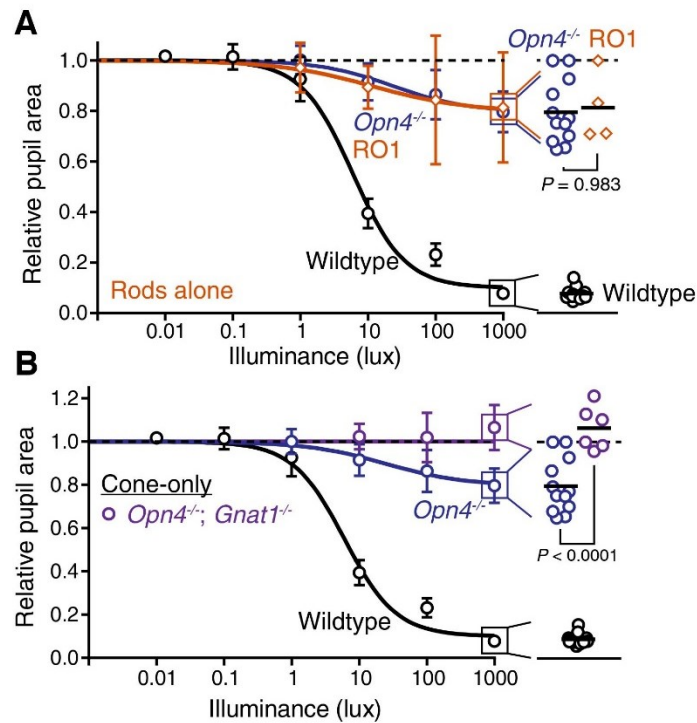 A
Opn4-/- RO1
1.0
0.8
0.6
0.4
0.2
0.0
Relative pupil area
Opn4-/-
RO1
P = 0.983
Wildtype
Wildtype
Rods alone
0.01 0.1 1 10 100 1000
Illuminance (lux)
B
1.2
1.0
0.8
0.6
0.4
0.2
0.0
Relative pupil area
Cone-only
Opn4-/-; Gnat1-/-
Opn4-/-
P < 0.0001
Wildtype
0.01 0.1 1 10 100 1000
Illuminance (lux)